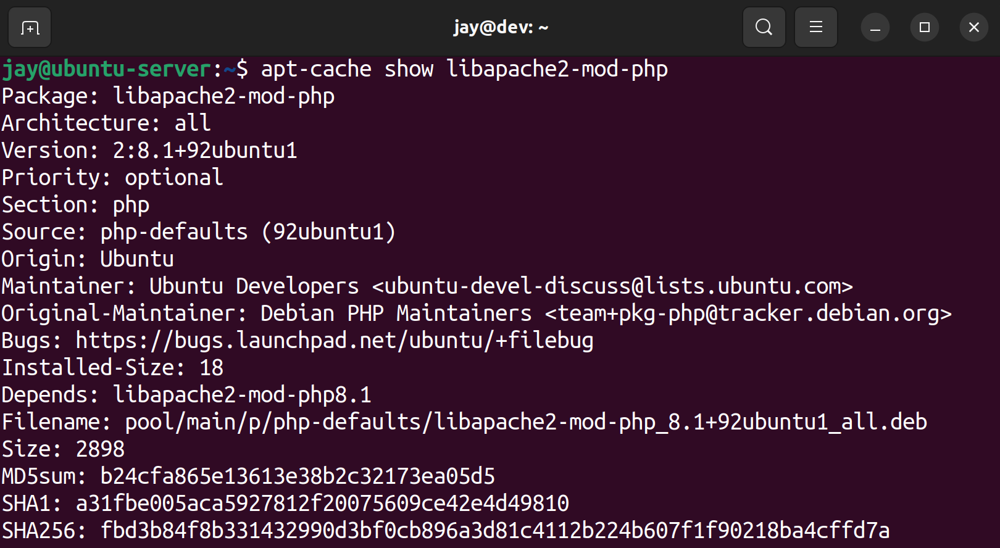 jay@dev: ~
jay@ubuntu-server:~$ apt-cache show libapache2-mod-php
Package: libapache2-mod-php
Architecture: all
Version: 2:8.1+92ubuntu1
Priority: optional
Section: php
Source: php-defaults (92ubuntu1)
Origin: Ubuntu
Maintainer: Ubuntu Developers <ubuntu-devel-discuss@lists.ubuntu.com>
Original-Maintainer: Debian PHP Maintainers <team+pkg-php@tracker.debian.org>
Bugs: https://bugs.launchpad.net/ubuntu/+filebug
Installed-Size: 18
Depends: libapache2-mod-php8.1
Filename: pool/main/p/php-defaults/libapache2-mod-php_8.1+92ubuntu1_all.deb
Size: 2898
MD5sum: b24cfa865e13613e38b2c32173ea05d5
SHA1: a31fbe005aca5927812f20075609ce42e4d49810
SHA256: fbd3b84f8b331432990d3bf0cb896a3d81c4112b224b607f1f90218ba4cffd7a